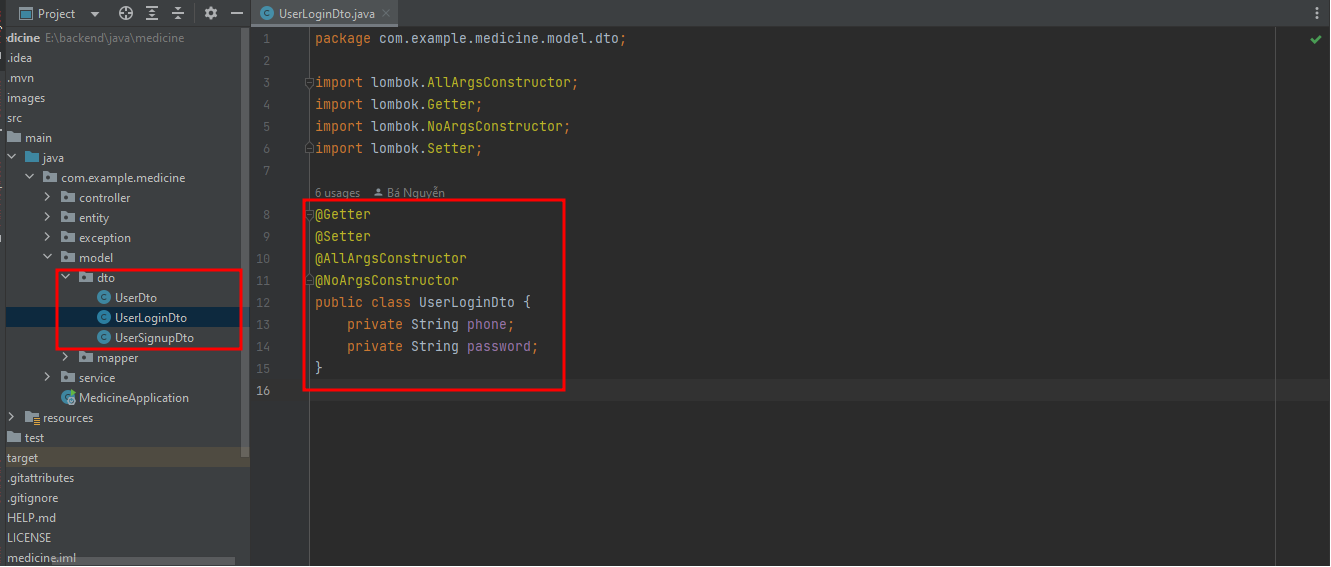 Project
UserLoginDto.java
dicine E:\backend\java\medicine
.idea
.mvn
images
src
main
java
com.example.medicine
controller
entity
exception
model
dto
UserDto
UserLoginDto
UserSignupDto
mapper
service
MedicineApplication
resources
test
target
.gitattributes
.gitignore
HELP.md
LICENSE
medicine.iml
1 package com.example.medicine.model.dto;
2
3 import lombok.AllArgsConstructor;
4 import lombok.Getter;
5 import lombok.NoArgsConstructor;
6 import lombok.Setter;
7
6 usages Bá Nguyễn
8 @Getter
9 @Setter
10 @AllArgsConstructor
11 @NoArgsConstructor
12 public class UserLoginDto {
13 private String phone;
14 private String password;
15 }
16